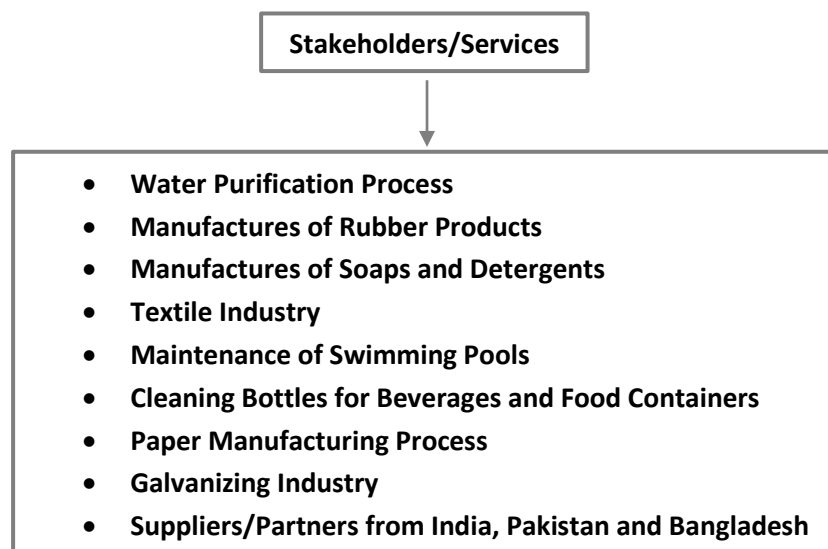 Stakeholders/Services
• Water Purification Process
• Manufactures of Rubber Products
• Manufactures of Soaps and Detergents
• Textile Industry
• Maintenance of Swimming Pools
• Cleaning Bottles for Beverages and Food Containers
• Paper Manufacturing Process
• Galvanizing Industry
• Suppliers/Partners from India, Pakistan and Bangladesh